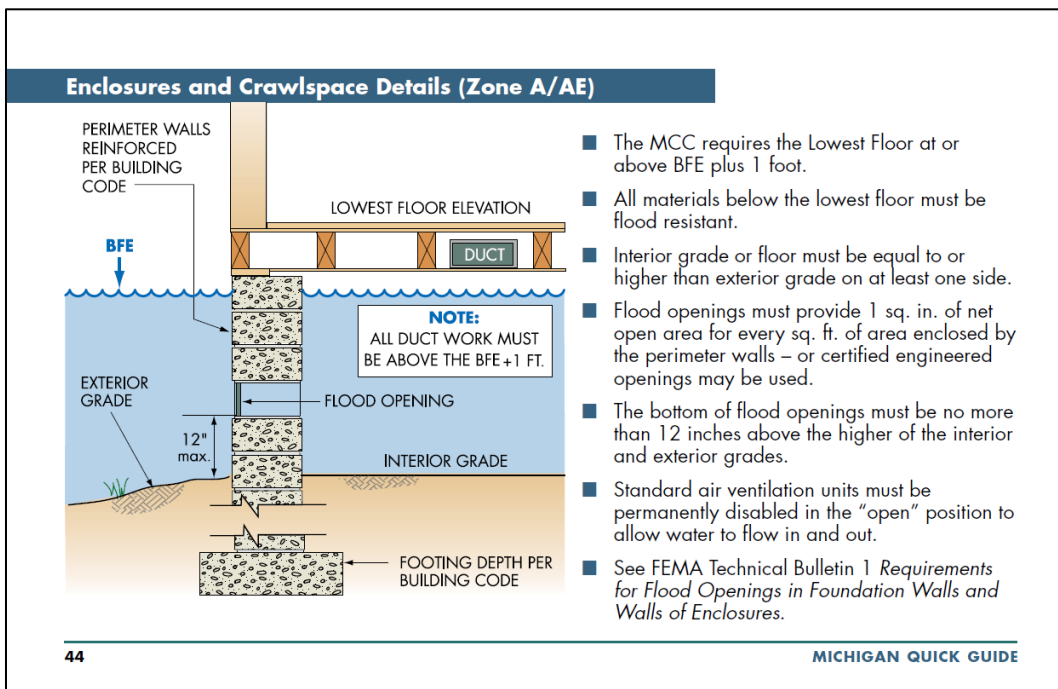 Enclosures and Crawlspace Details (Zone A/AE)
PERIMETER WALLS
REINFORCED
PER BUILDING
CODE
LOWEST FLOOR ELEVATION
BFE
DUCT
NOTE:
ALL DUCT WORK MUST
BE ABOVE THE BFE+1 FT.
EXTERIOR
GRADE
FLOOD OPENING
12"
max.
INTERIOR GRADE
FOOTING DEPTH PER
BUILDING CODE
■ The MCC requires the Lowest Floor at or
above BFE plus 1 foot.
■ All materials below the lowest floor must be
flood resistant.
■ Interior grade or floor must be equal to or
higher than exterior grade on at least one side.
■ Flood openings must provide 1 sq. in. of net
open area for every sq. ft. of area enclosed by
the perimeter walls – or certified engineered
openings may be used.
■ The bottom of flood openings must be no more
than 12 inches above the higher of the interior
and exterior grades.
■ Standard air ventilation units must be
permanently disabled in the “open” position to
allow water to flow in and out.
■ See FEMA Technical Bulletin 1 Requirements
for Flood Openings in Foundation Walls and
Walls of Enclosures.
44
MICHIGAN QUICK GUIDE